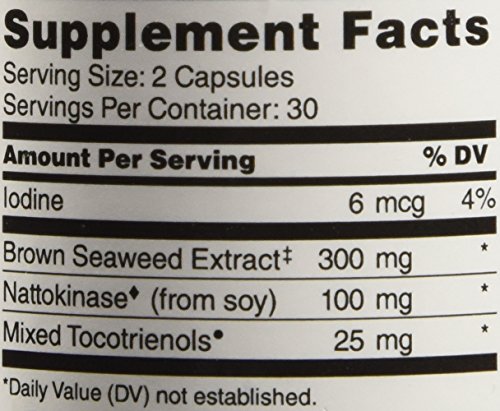 Supplement Facts
Serving Size: 2 Capsules
Servings Per Container: 30
Amount Per Serving % DV
Iodine 6 mcg 4%
Brown Seaweed Extract‡ 300 mg *
Nattokinase♦ (from soy) 100 mg *
Mixed Tocotrienols● 25 mg *
*Daily Value (DV) not established.